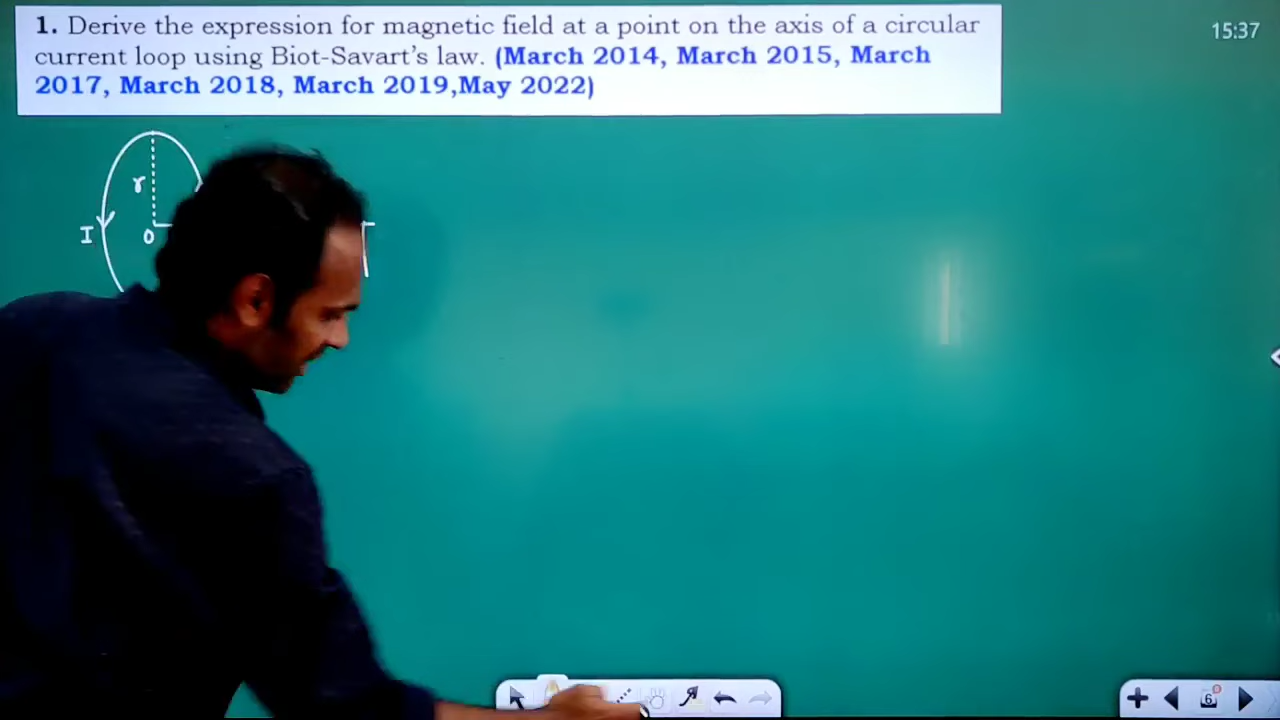 1. Derive the expression for magnetic field at a point on the axis of a circular
current loop using Biot-Savart’s law. (March 2014, March 2015, March
2017, March 2018, March 2019,May 2022)
15:37
r
I
O
6